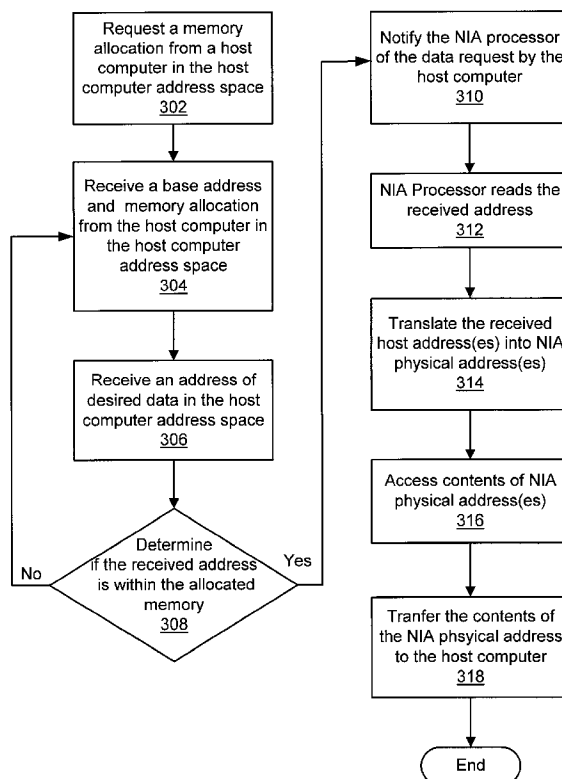 Request a memory
allocation from a host
computer in the host
computer address space
302
Receive a base address
and memory allocation
from the host computer in
the host computer
address space
304
Receive an address of
desired data in the host
computer address space
306
Determine
if the received address
is within the allocated
memory
308
No
Yes
Notify the NIA processor
of the data request by the
host computer
310
NIA Processor reads the
received address
312
Translate the received
host address(es) into NIA
physical address(es)
314
Access contents of NIA
physical address(es)
316
Tranfer the contents of
the NIA phsyical address
to the host computer
318
End